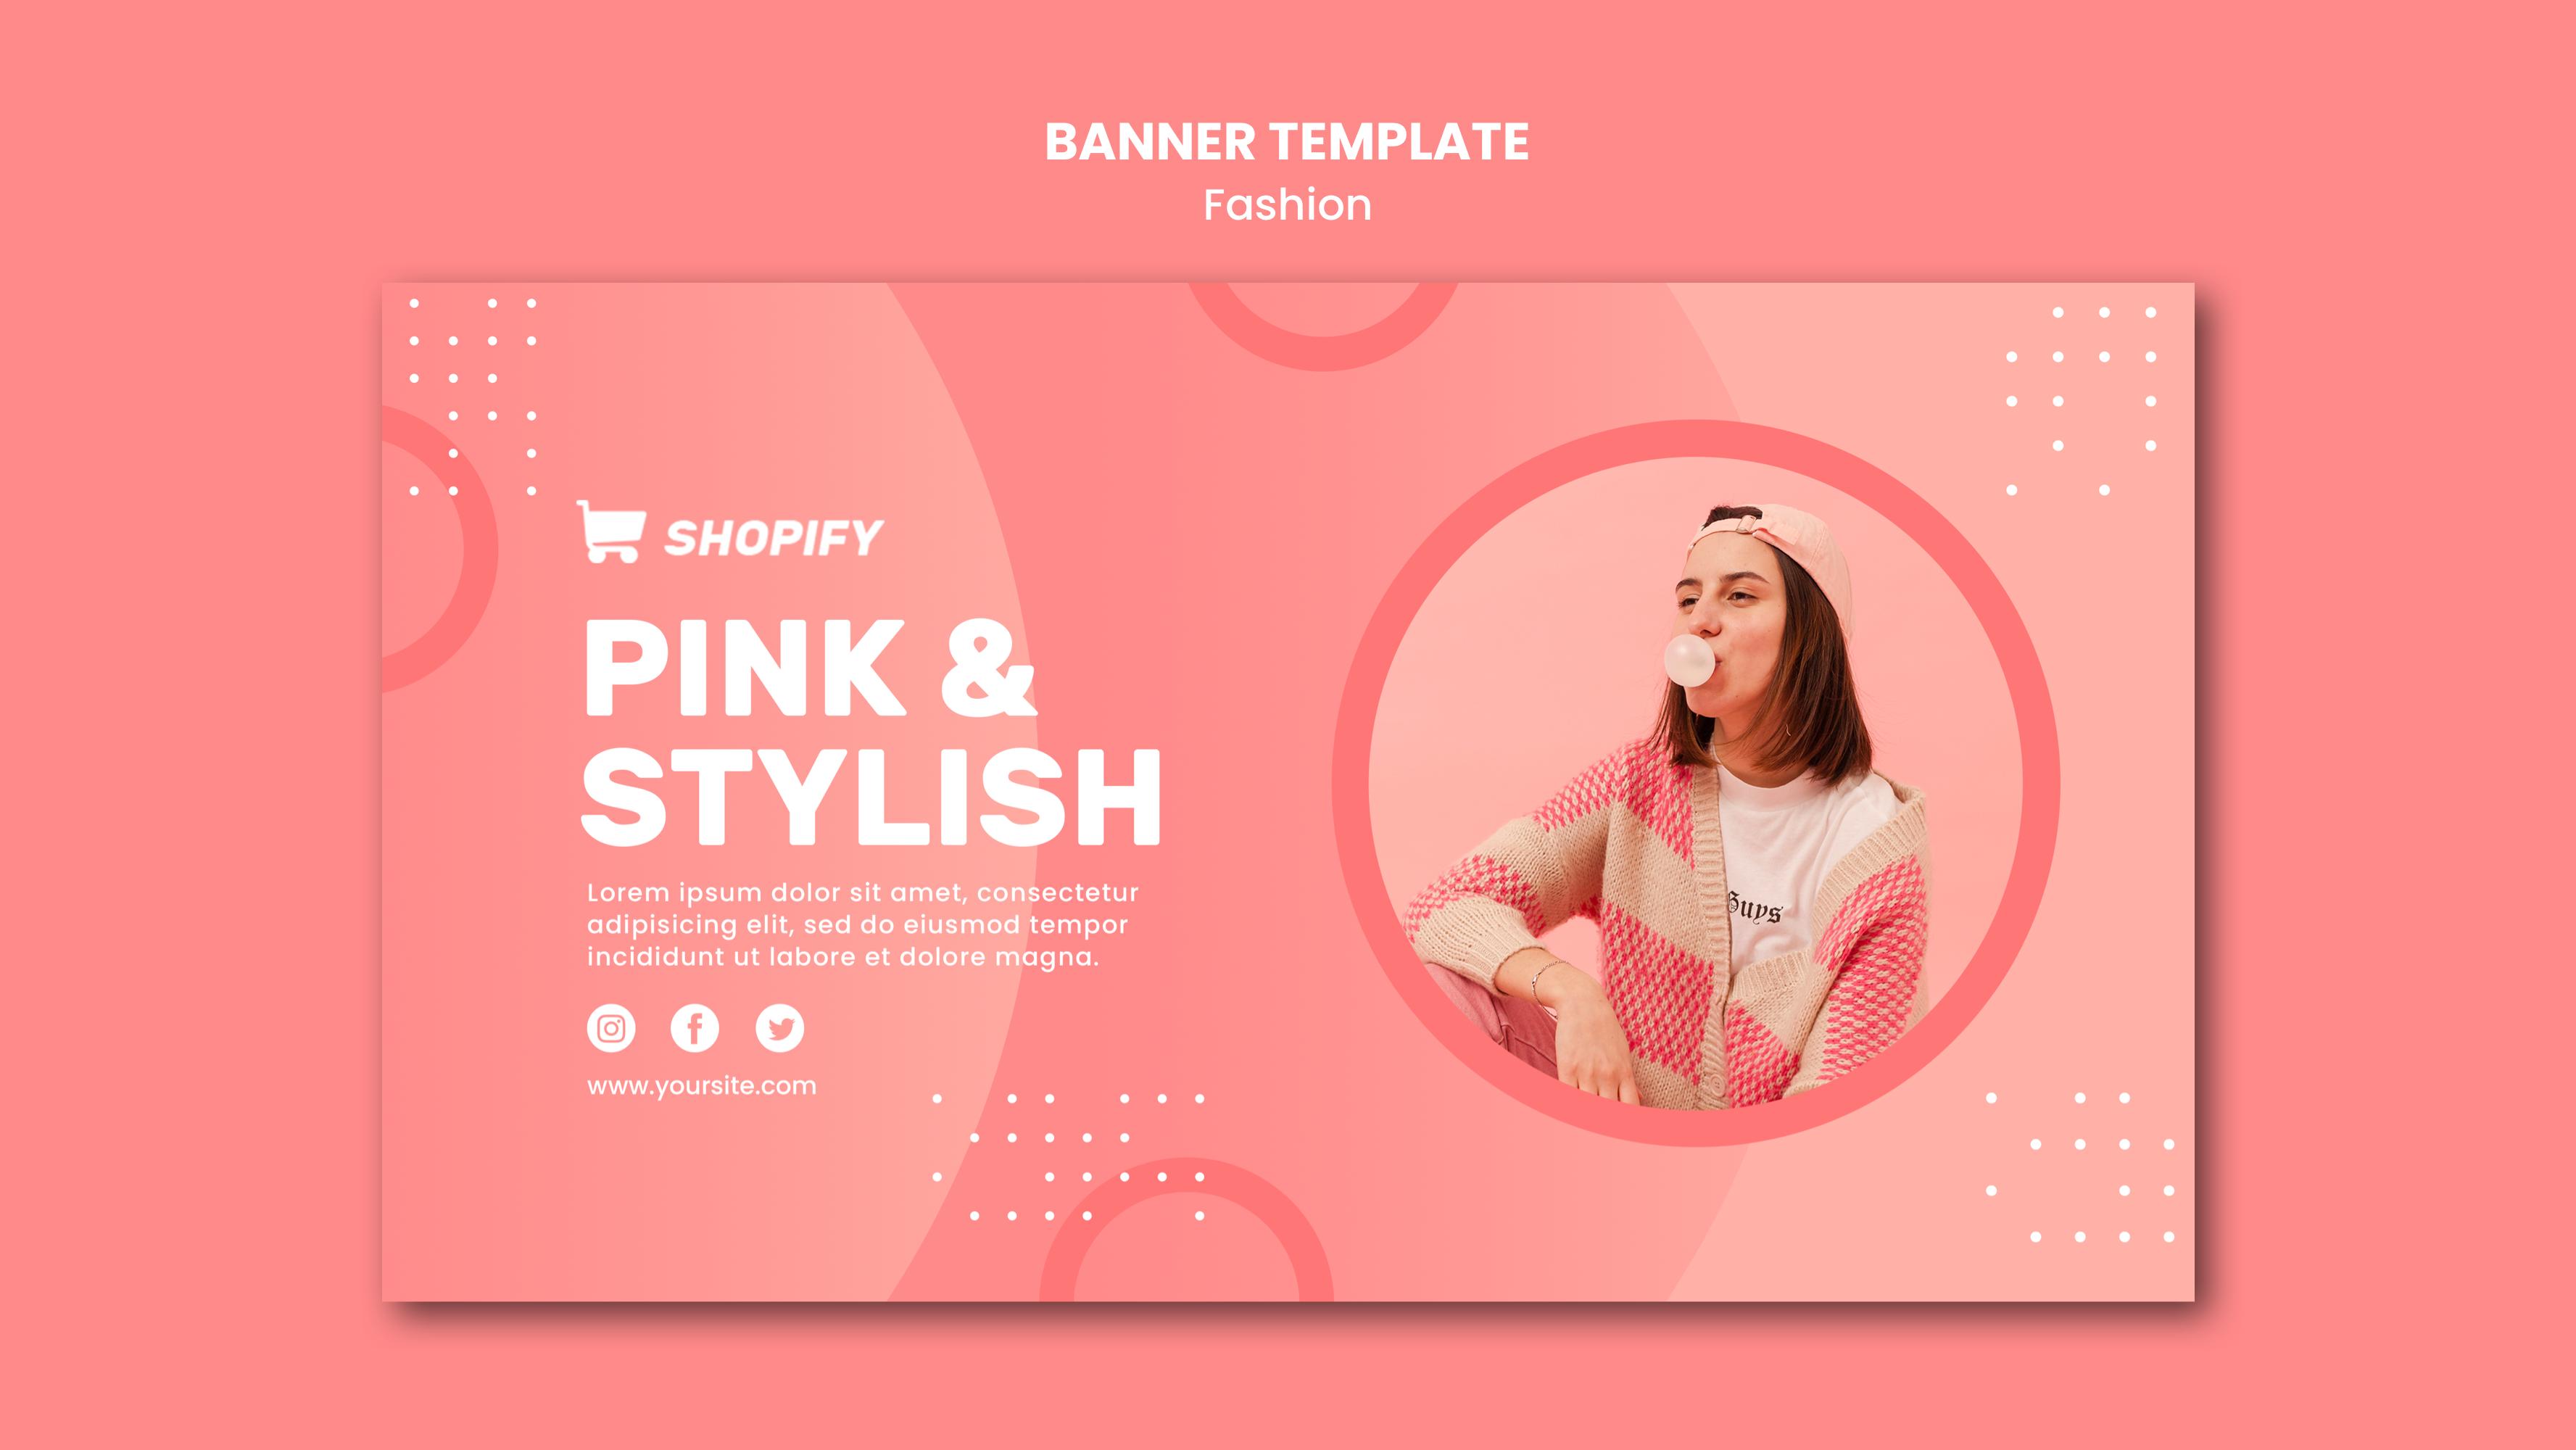 BANNER TEMPLATE
Fashion
SHOPIFY
PINK &
STYLISH
Lorem ipsum dolor sit amet, consectetur
adipisicing elit, sed do eiusmod tempor
incididunt ut labore et dolore magna.
www.yoursite.com
Guys